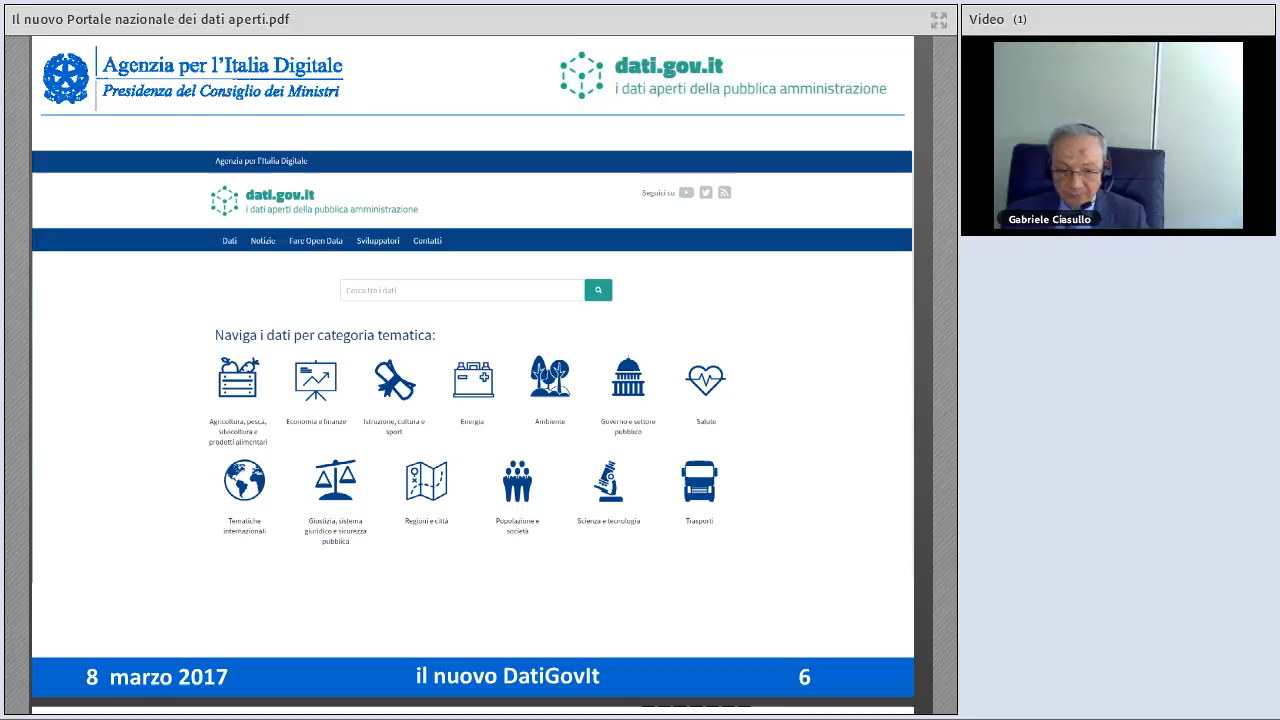 Il nuovo Portale nazionale dei dati aperti.pdf
Video (1)
Agenzia per l'Italia Digitale
Presidenza del Consiglio dei Ministri
dati.gov.it
i dati aperti della pubblica amministrazione
Agenzia per l'Italia Digitale
dati.gov.it
i dati aperti della pubblica amministrazione
Seguici su
Dati Notizie Fare Open Data Sviluppatori Contatti
Cerca tra i dati
Naviga i dati per categoria tematica:
Agricoltura, pesca,
silvicoltura e
prodotti alimentari
Economia e finanze
Istruzione, cultura e
sport
Energia
Ambiente
Governo e settore
pubblico
Salute
Tematiche
internazionali
Giustizia, sistema
giuridico e sicurezza
pubblica
Regioni e città
Popolazione e
società
Scienza e tecnologia
Trasporti
8 marzo 2017
il nuovo DatiGovIt
6
Gabriele Ciasullo